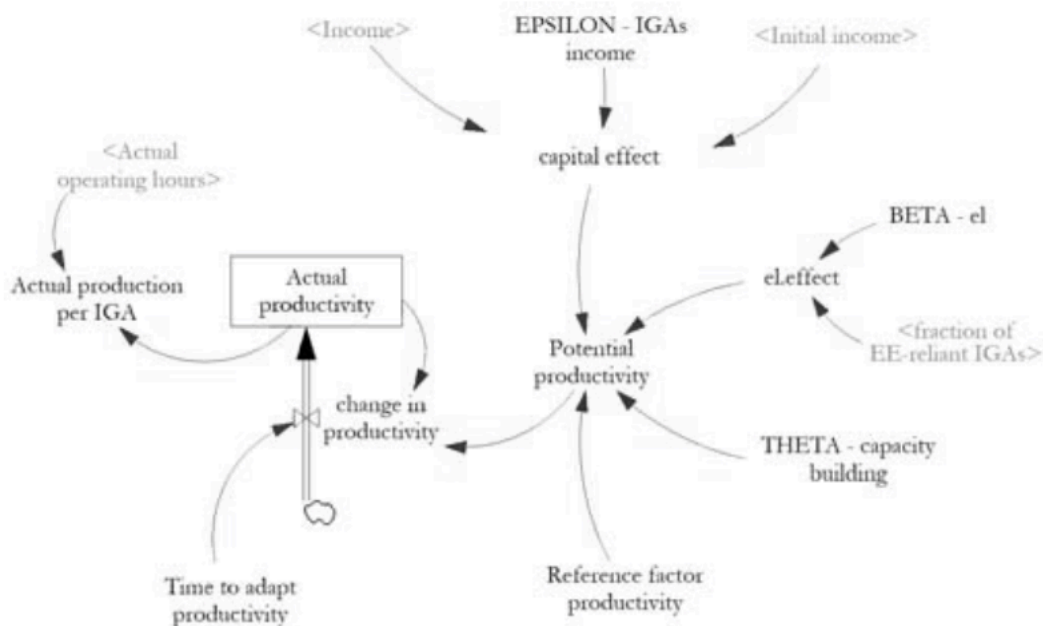 <Income>
EPSILON - IGAs
income
<Initial income>
<Actual
operating hours>
capital effect
BETA - el
Actual production
per IGA
Actual
productivity
el.effect
<fraction of
EE-reliant IGAs>
Potential
productivity
change in
productivity
THETA - capacity
building
Time to adapt
productivity
Reference factor
productivity